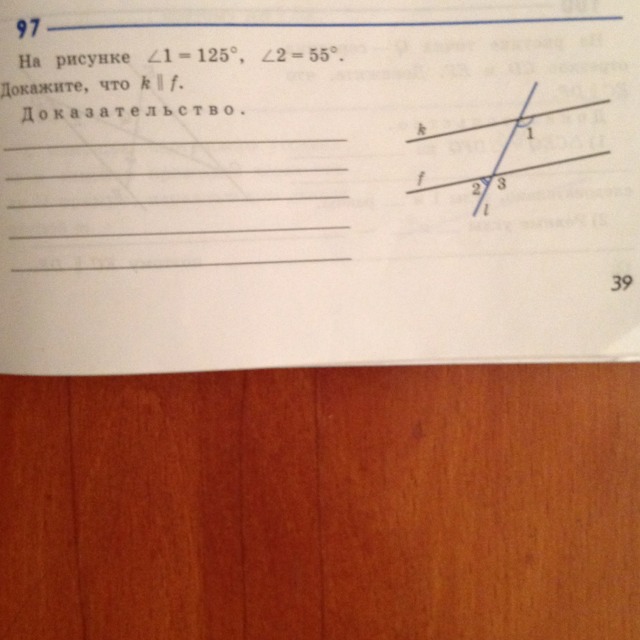 97
На рисунке ∠1 = 125°, ∠2 = 55°.
Докажите, что k ∥ f.
Доказательство.
k
1
f
2 3
l
39